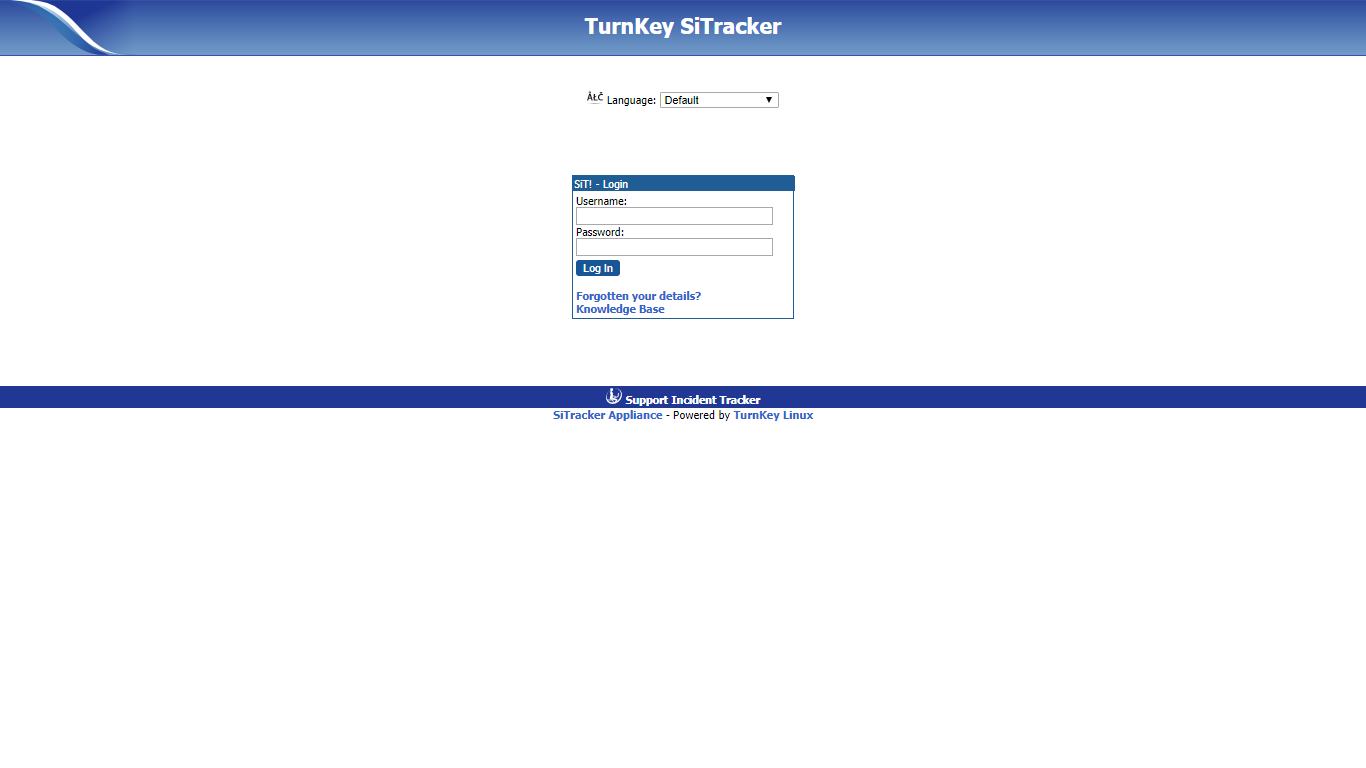 TurnKey SiTracker
ÅŁČ Language: Default
SiT! - Login
Username:
Password:
Log In
Forgotten your details?
Knowledge Base
Support Incident Tracker
SiTracker Appliance - Powered by TurnKey Linux